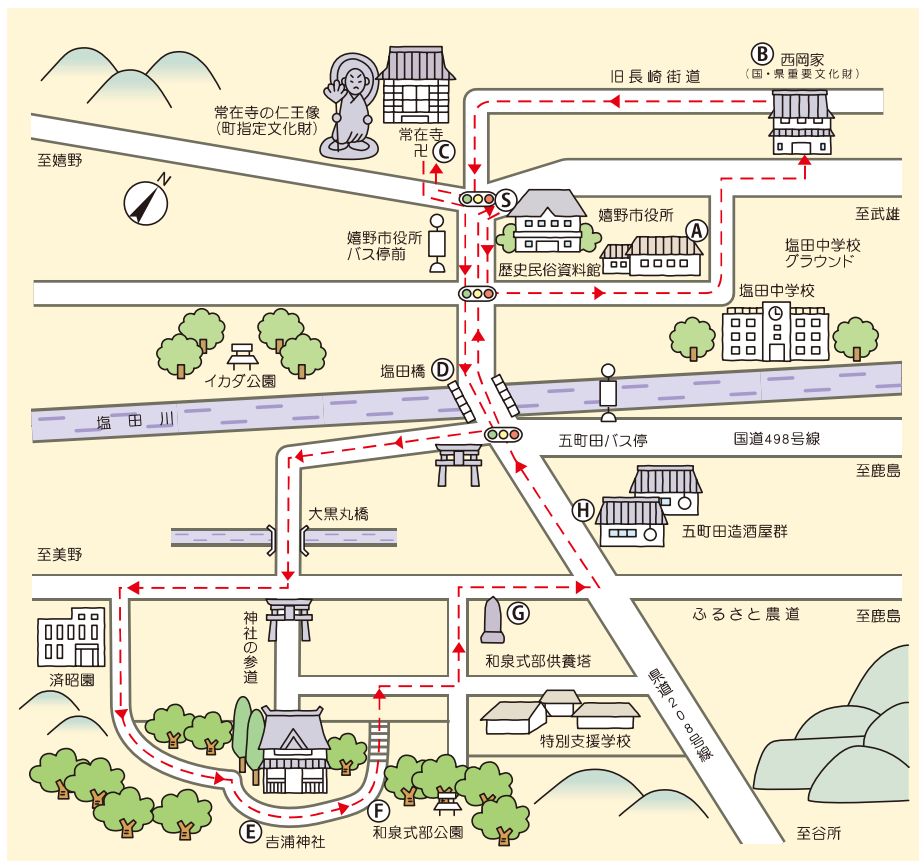 B
西岡家
(国・県重要文化財)
旧長崎街道
常在寺の仁王像
(町指定文化財)
常在寺
卍
C
至嬉野
N
S
嬉野市役所
A
至武雄
嬉野市役所
バス停前
歴史民俗資料館
塩田中学校
グラウンド
塩田中学校
イカダ公園
塩田橋
D
塩田川
五町田バス停
国道498号線
至鹿島
H
五町田造酒屋群
大黒丸橋
至美野
神社の参道
G
ふるさと農道
至鹿島
和泉式部供養塔
済昭園
県道208号線
特別支援学校
E
吉浦神社
F
和泉式部公園
至谷所